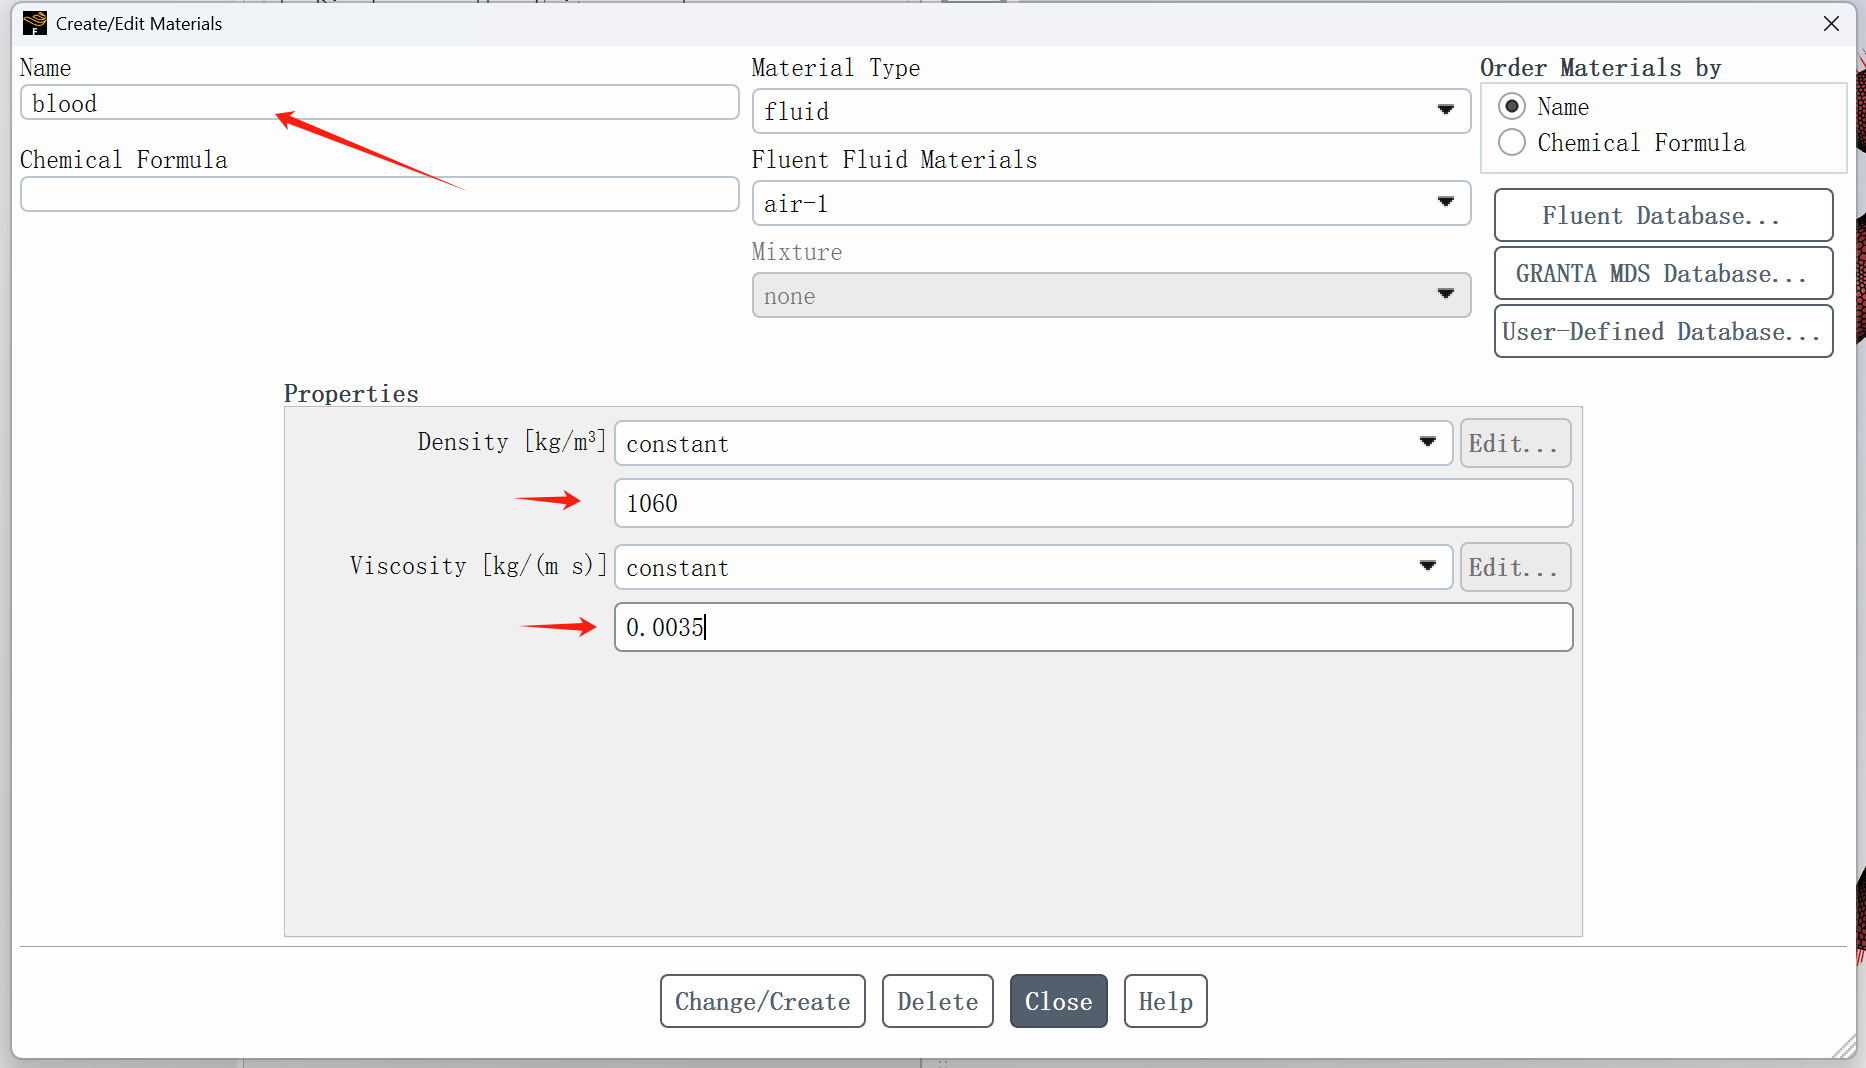 Create/Edit Materials
Name
blood
Chemical Formula
Material Type
fluid
Fluent Fluid Materials
air-1
Mixture
none
Order Materials by
Name
Chemical Formula
Fluent Database...
GRANTA MDS Database...
User-Defined Database...
Properties
Density [kg/m³] constant Edit...
1060
Viscosity [kg/(m s)] constant Edit...
0.0035
Change/Create Delete Close Help